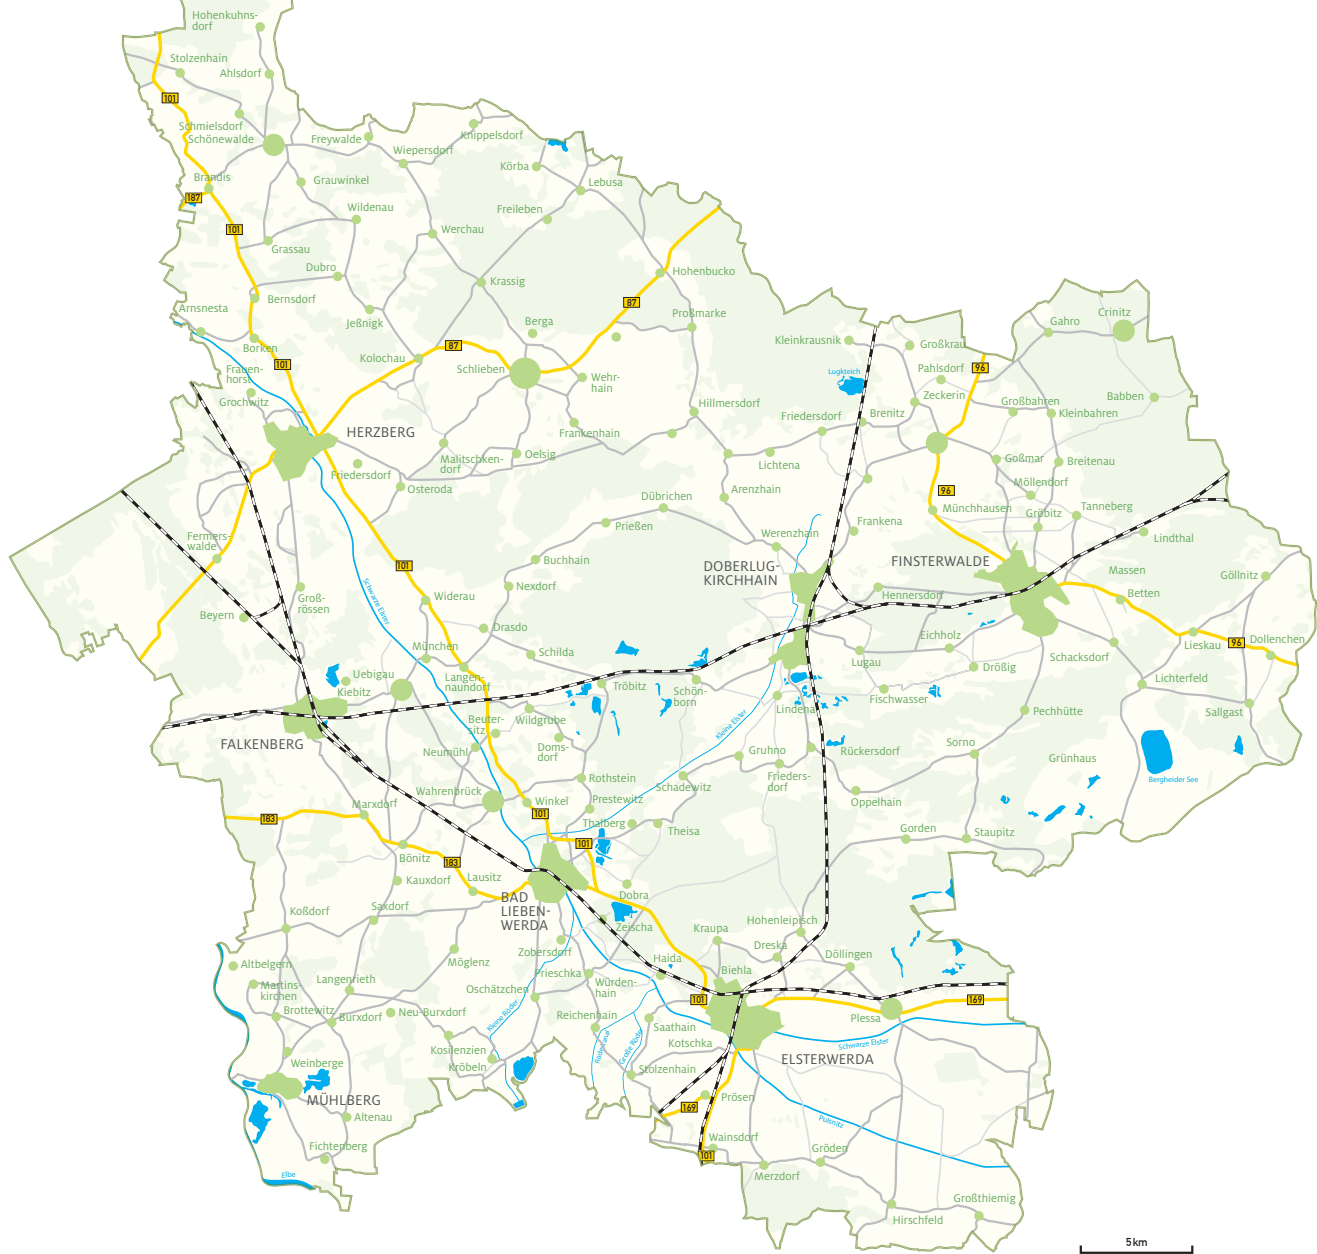 Hohenkuhns-
dorf
Stolzenhain
Ahlsdorf
101
Schmielsdorf
Schönewalde
Freywalde
Knippelsdorf
Wiepersdorf
Körba
Brandis
Grauwinkel
Lebusa
187
Wildenau
Freileben
101
Werchau
Grassau
Dubro
Hohenbucko
Krassig
Bernsdorf
87
Arnsnesta
Jeßnigk
Berga
Proßmarke
Crinitz
Gahro
Borken
87
Kleinkrausnik
Großkrau
Kolochau
101
Schlieben
Frauen-
horst
Wehr-
hain
Lugkteich
Pahlsdorf
96
Grochwitz
Zeckerin
Babben
Hillmersdorf
Großbahren
Friedersdorf
Brenitz
Kleinbahren
HERZBERG
Frankenhain
Malitschken-
dorf
Oelsig
Lichtena
Goßmar
Breitenau
Friedersdorf
Osteroda
Arenzhain
Möllendorf
96
Dübrichen
Münchhausen
Tanneberg
Gröbitz
Prießen
Frankena
Fermers-
walde
Werenzhain
Lindthal
Buchhain
DOBERLUG-
KIRCHHAIN
FINSTERWALDE
101
Massen
Göllnitz
Nexdorf
Groß-
rössen
Schwarze Elster
Widerau
Hennersdorf
Betten
Beyern
Drasdo
Eichholz
München
Lieskau
96
Dollenchen
Schilda
Lugau
Schacksdorf
Drößig
Uebigau
Langen-
naundorf
Kiebitz
Tröbitz
Schön-
born
Lichterfeld
Fischwasser
Lindena
Pechhütte
Sallgast
Beuter-
sitz
Wildgrube
Kleine Elster
FALKENBERG
Neumühl
Doms-
dorf
Gruhno
Rückersdorf
Sorno
Grünhaus
Rothstein
Frieders-
dorf
Bergheider See
Wahrenbrück
Schadewitz
Marxdorf
Winkel
Prestewitz
Oppelhain
183
101
Thalberg
Theisa
Gorden
Staupitz
101
Bönitz
183
Kauxdorf
Lausitz
BAD
LIEBEN-
WERDA
Dobra
Koßdorf
Saxdorf
Zeischa
Kraupa
Hohenleipisch
Zobersdorf
Dreska
Altbelgern
Möglenz
Haida
Döllingen
Biehla
Prieschka
Langenrieth
Martins-
kirchen
Würden-
hain
Oschätzchen
101
169
Brottewitz
Burxdorf
Neu-Burxdorf
Reichenhain
Kleine Röder
Plessa
Saathain
Kotschka
Schwarze Elster
Kosilenzien
Große Röder
Weinberge
Kröbeln
ELSTERWERDA
Stolzenhain
MÜHLBERG
Prösen
169
Altenau
Pulsnitz
Wainsdorf
Fichtenberg
101
Gröden
Merzdorf
Elbe
Großthiemig
Hirschfeld
5 km